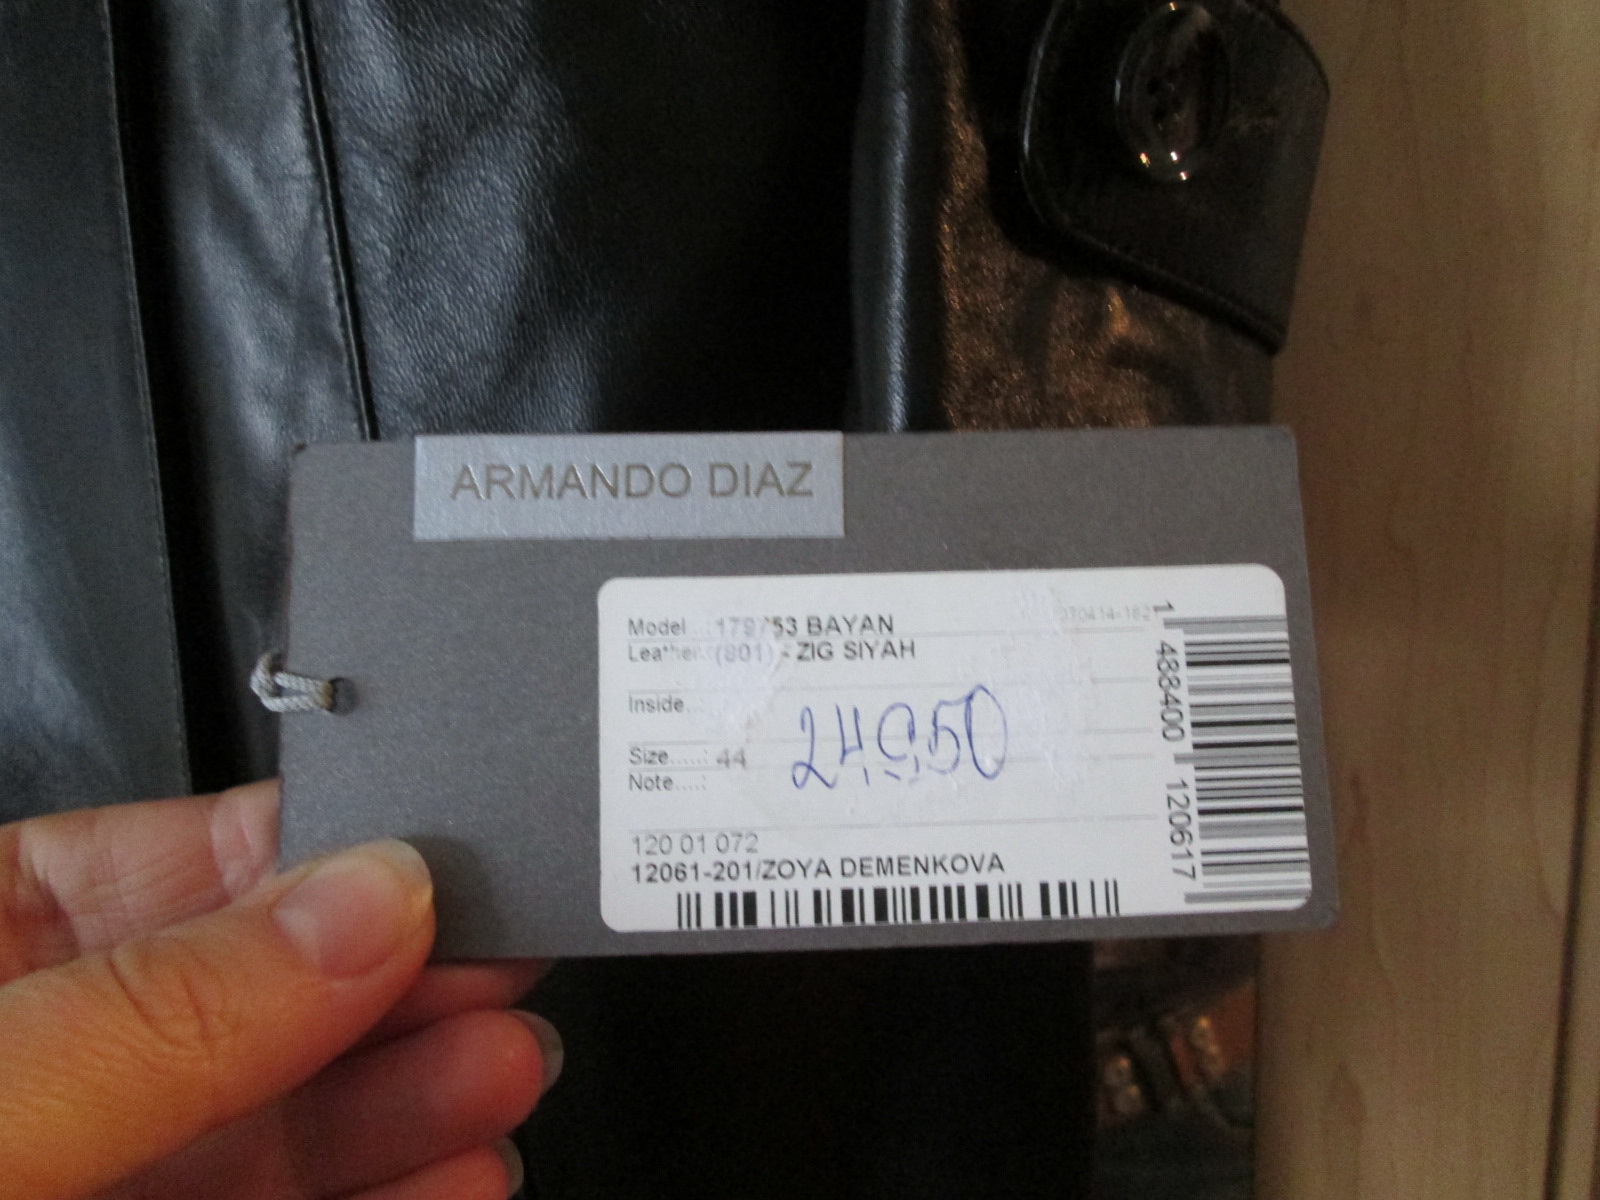 ARMANDO DIAZ
Model ..: 179753 BAYAN
Leather: (801) - ZIG SIYAH
Inside..:
24950
Size.....: 44
Note.....:
120 01 072
12061-201/ZOYA DEMENKOVA
1 488400 120617